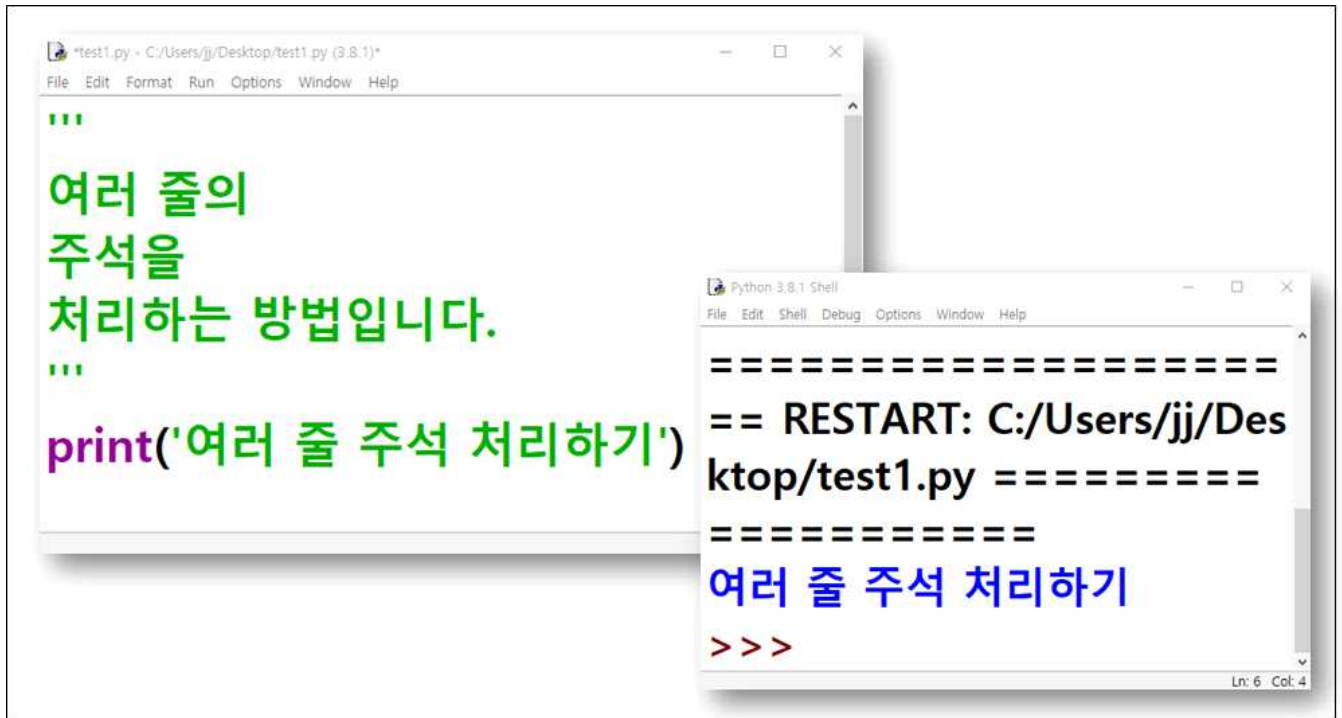 *test1.py - C:/Users/jj/Desktop/test1.py (3.8.1)*
File Edit Format Run Options Window Help
'''
여러 줄의
주석을
처리하는 방법입니다.
'''
print('여러 줄 주석 처리하기')
Python 3.8.1 Shell
File Edit Shell Debug Options Window Help
===================
== RESTART: C:/Users/jj/Des
ktop/test1.py =========
===========
여러 줄 주석 처리하기
>>>
Ln: 6 Col: 4